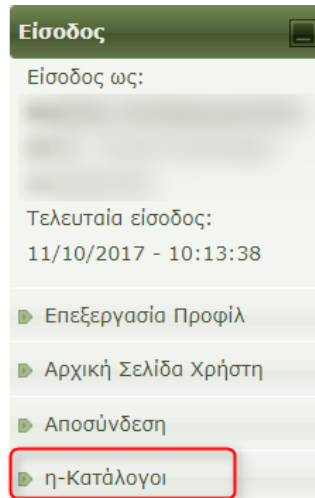 Είσοδος
Είσοδος ως:
Τελευταία είσοδος:
11/10/2017 - 10:13:38
Επεξεργασία Προφίλ
Αρχική Σελίδα Χρήστη
Αποσύνδεση
η-Κατάλογοι